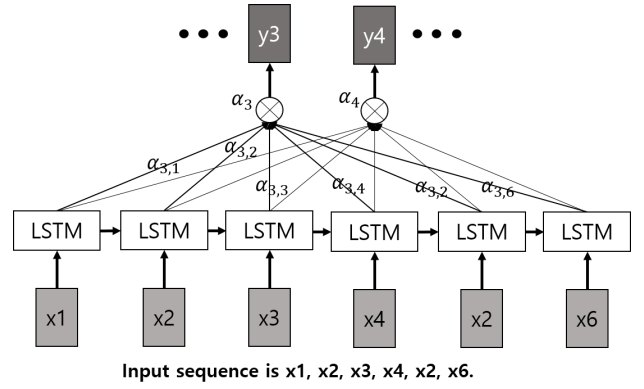 y3 y4
α₃ α₄
α₃,₁ α₃,₂ α₃,₃ α₃,₄ α₃,₂ α₃,₆
LSTM LSTM LSTM LSTM LSTM LSTM
x1 x2 x3 x4 x2 x6
Input sequence is x1, x2, x3, x4, x2, x6.